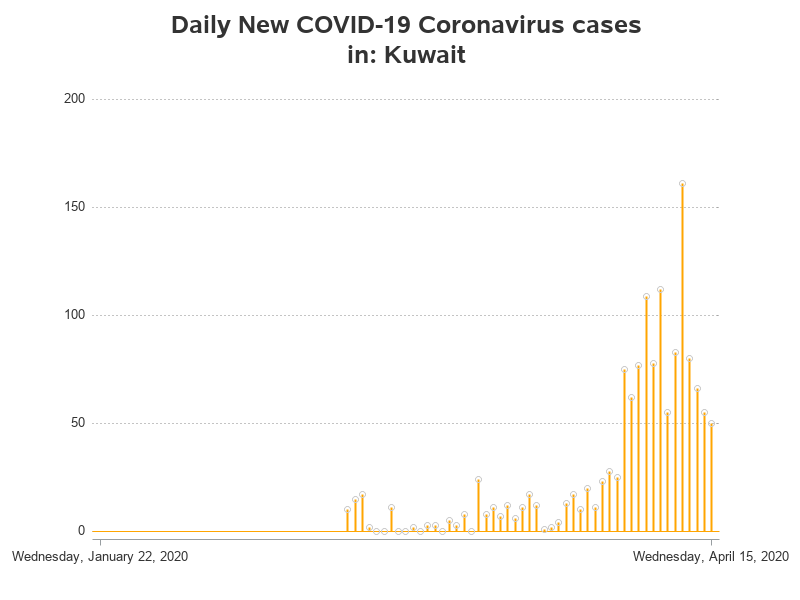 Daily New COVID-19 Coronavirus cases
in: Kuwait
200
150
100
50
0
Wednesday, January 22, 2020
Wednesday, April 15, 2020